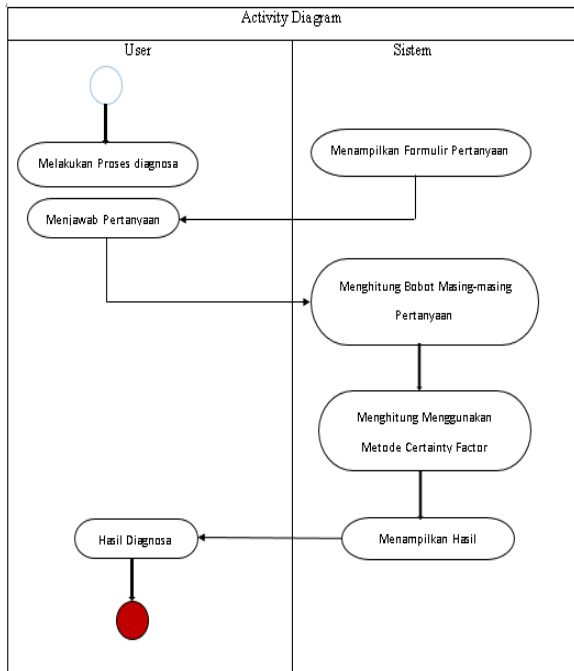 Activity Diagram
User
Sistem
Melakukan Proses diagnosa
Menampilkan Formulir Pertanyaan
Menjawab Pertanyaan
Menghitung Bobot Masing-masing
Pertanyaan
Menghitung Menggunakan
Metode Certainty Factor
Hasil Diagnosa
Menampilkan Hasil